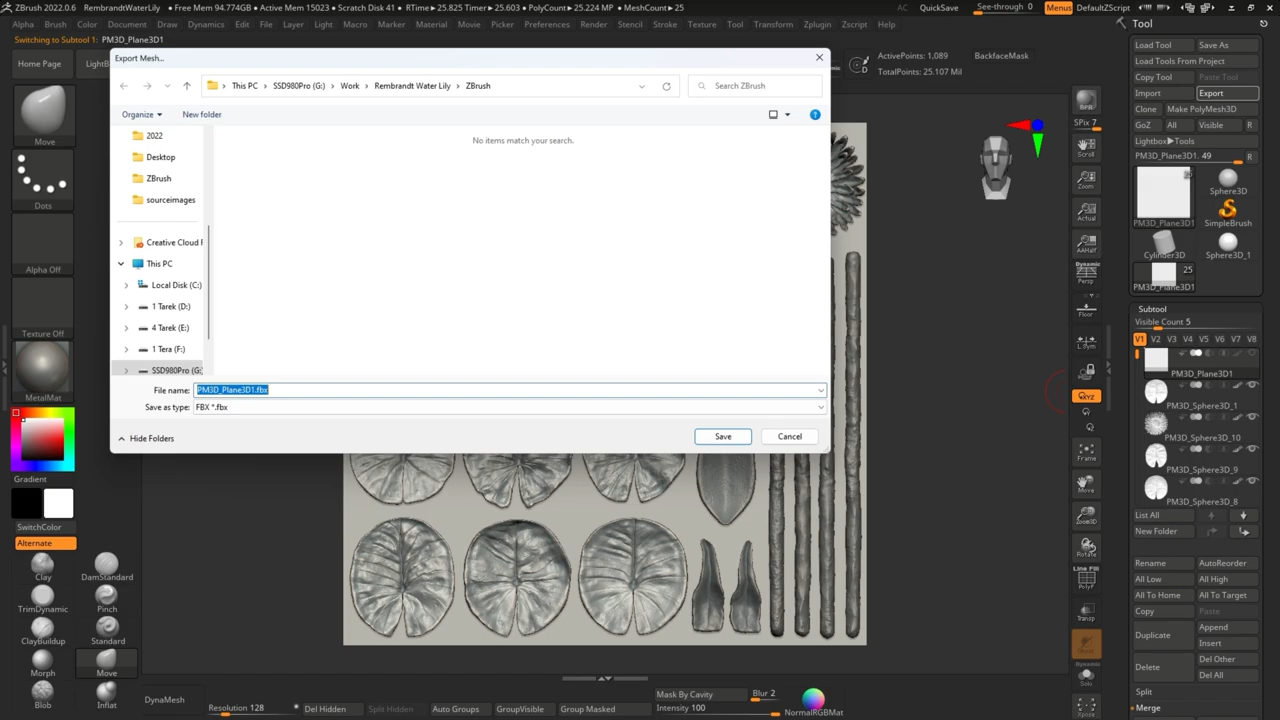 ZBrush 2022.0.6 RembrandtWaterLily • Free Mem 94.774GB • Active Mem 15023 • Scratch Disk 41 • RTime▶25.825 Timer▶25.603 • PolyCount▶25.224 MP • MeshCount▶25 AC QuickSave See-through 0 Menus DefaultZScript
Alpha Brush Color Document Draw Dynamics Edit File Layer Light Macro Marker Material Movie Picker Preferences Render Stencil Stroke Texture Tool Transform Zplugin Zscript Help
Switching to Subtool 1: PM3D_Plane3D1
Home Page LightB
Export Mesh...
This PC > SSD980Pro (G:) > Work > Rembrandt Water Lily > ZBrush
Search ZBrush
Organize New folder
No items match your search.
2022
Desktop
ZBrush
sourceimages
Creative Cloud F
This PC
Local Disk (C:)
1 Tarek (D:)
4 Tarek (E:)
1 Tera (F:)
SSD980Pro (G:
File name: PM3D_Plane3D1.fbx
Save as type: FBX *.fbx
Hide Folders Save Cancel
ActivePoints: 1,089 BackfaceMask
TotalPoints: 25.107 Mil
Move
Dots
Alpha Off
Texture Off
MetalMat
Gradient
SwitchColor
Alternate
Clay DamStandard
TrimDynamic Pinch
ClayBuildup Standard
Morph Move
Blob Inflat
DynaMesh Resolution 128 Del Hidden Split Hidden Auto Groups GroupVisible Group Masked
Mask By Cavity Blur 2
Intensity 100 NormalRGBMat
BPR
SPix 7
Scroll
Zoom
Actual
AAHalf
Dynamic
Persp
Floor
L.Sym
XYZ
Frame
Move
Zoom3D
Rotate
Line Fill
PolyF
Transp
Dynamic
Solo
Xpose
Tool
Load Tool Save As
Load Tools From Project
Copy Tool Paste Tool
Import Export
Clone Make PolyMesh3D
GoZ All Visible R
Lightbox▶Tools
PM3D_Plane3D1. 49 R
25
PM3D_Plane3D1 Sphere3D
SimpleBrush
Cylinder3D Sphere3D_1
25
PM3D_Plane3D1
Subtool
Visible Count 5
V1 V2 V3 V4 V5 V6 V7 V8
PM3D_Plane3D1
PM3D_Sphere3D_1
PM3D_Sphere3D_10
PM3D_Sphere3D_9
PM3D_Sphere3D_8
List All
New Folder
Rename AutoReorder
All Low All High
All To Home All To Target
Copy Paste
Duplicate Append
Insert
Delete Del Other
Del All
Split
Merge